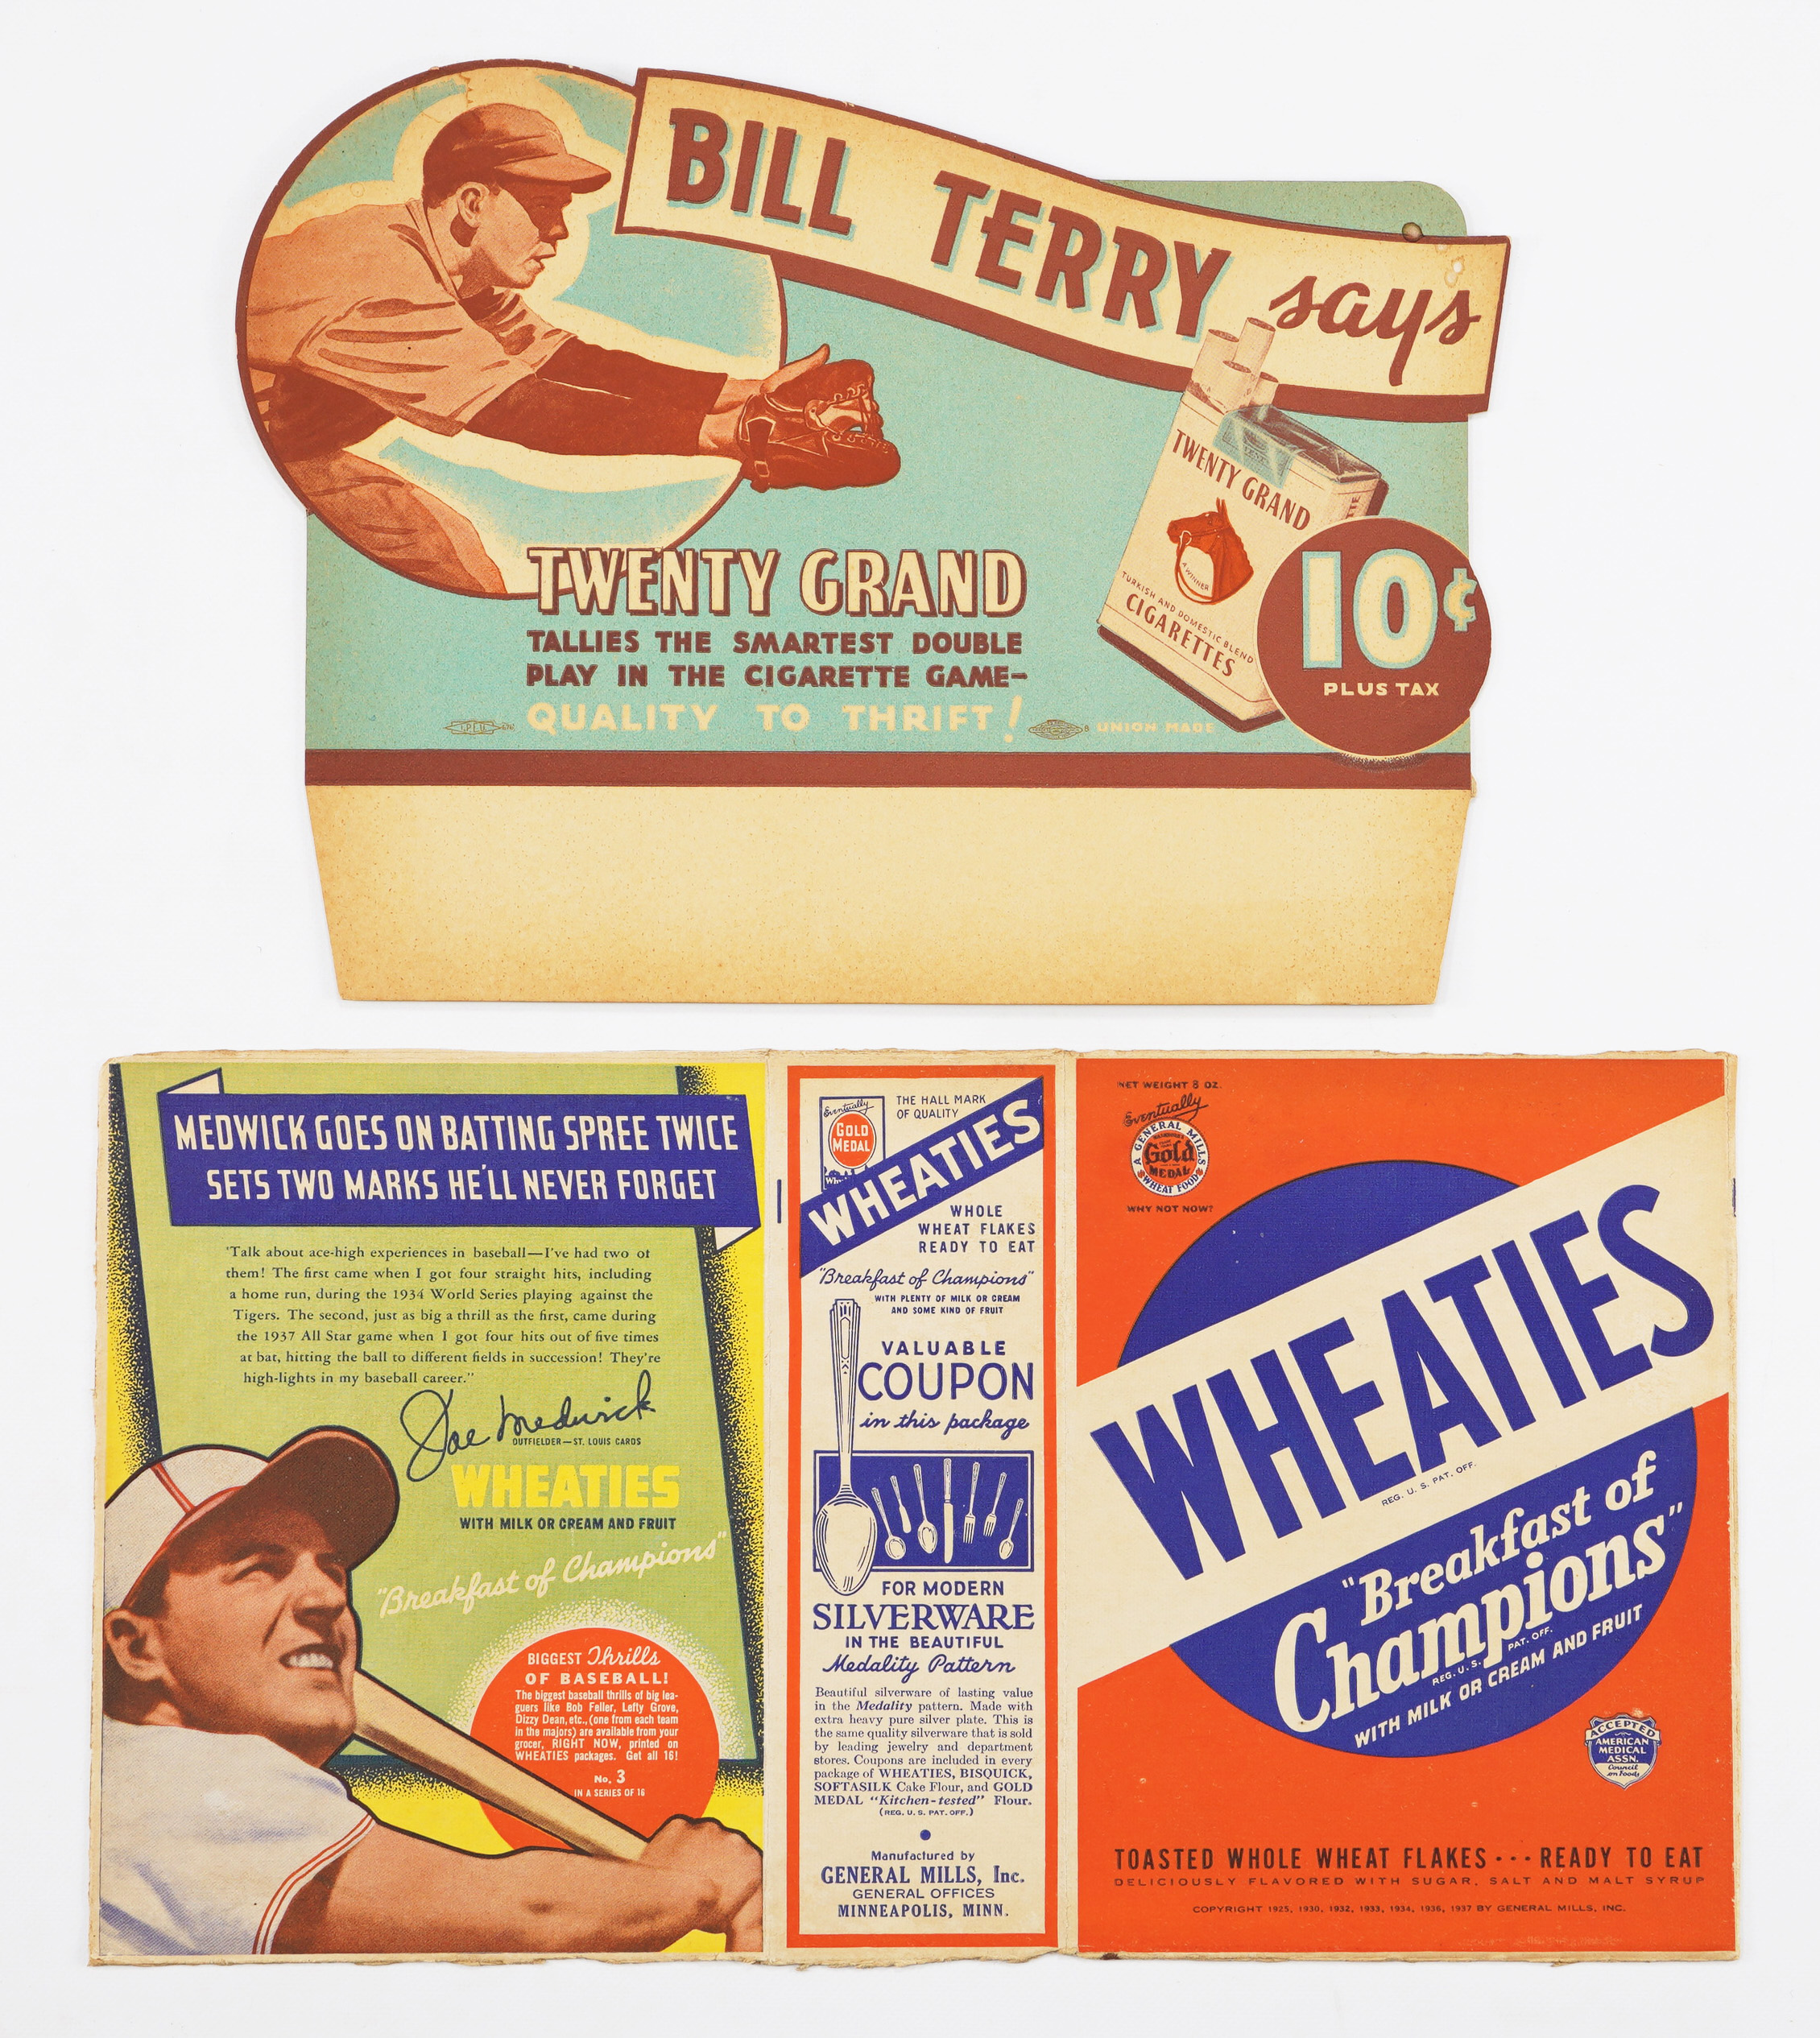 BILL TERRY says
TWENTY GRAND
A WINNER
TURKISH AND DOMESTIC BLEND
CIGARETTES
10¢
PLUS TAX
TWENTY GRAND
TALLIES THE SMARTEST DOUBLE
PLAY IN THE CIGARETTE GAME-
QUALITY TO THRIFT!
UNION MADE
MEDWICK GOES ON BATTING SPREE TWICE
SETS TWO MARKS HE'LL NEVER FORGET
"Talk about ace-high experiences in baseball—I've had two of
them! The first came when I got four straight hits, including
a home run, during the 1934 World Series playing against the
Tigers. The second, just as big a thrill as the first, came during
the 1937 All Star game when I got four hits out of five times
at bat, hitting the ball to different fields in succession! They're
high-lights in my baseball career."
Joe Medwick
OUTFIELDER—ST. LOUIS CARDS
WHEATIES
WITH MILK OR CREAM AND FRUIT
"Breakfast of Champions"
BIGGEST Thrills
OF BASEBALL!
The biggest baseball thrills of big lea-
guers like Bob Feller, Lefty Grove,
Dizzy Dean, etc., (one from each team
in the majors) are available from your
grocer, RIGHT NOW, printed on
WHEATIES packages. Get all 16!
No. 3
IN A SERIES OF 16
Eventually
GOLD
MEDAL
THE HALL MARK
OF QUALITY
WHEATIES
WHOLE
WHEAT FLAKES
READY TO EAT
"Breakfast of Champions"
WITH PLENTY OF MILK OR CREAM
AND SOME KIND OF FRUIT
VALUABLE
COUPON
in this package
FOR MODERN
SILVERWARE
IN THE BEAUTIFUL
Medality Pattern
Beautiful silverware of lasting value
in the Medality pattern. Made with
extra heavy pure silver plate. This is
the same quality silverware that is sold
by leading jewelry and department
stores. Coupons are included in every
package of WHEATIES, BISQUICK,
SOFTASILK Cake Flour, and GOLD
MEDAL "Kitchen-tested" Flour.
(REG. U. S. PAT. OFF.)
Manufactured by
GENERAL MILLS, Inc.
GENERAL OFFICES
MINNEAPOLIS, MINN.
NET WEIGHT 8 OZ.
Eventually
A GENERAL MILLS
Gold
MEDAL
WHEAT FOOD
WHY NOT NOW?
WHEATIES
REG. U. S. PAT. OFF.
"Breakfast of
Champions"
REG. U. S. PAT. OFF.
WITH MILK OR CREAM AND FRUIT
ACCEPTED
AMERICAN
MEDICAL
ASSN.
Council
on Foods
TOASTED WHOLE WHEAT FLAKES --- READY TO EAT
DELICIOUSLY FLAVORED WITH SUGAR, SALT AND MALT SYRUP
COPYRIGHT 1925, 1930, 1932, 1933, 1934, 1936, 1937 BY GENERAL MILLS, INC.